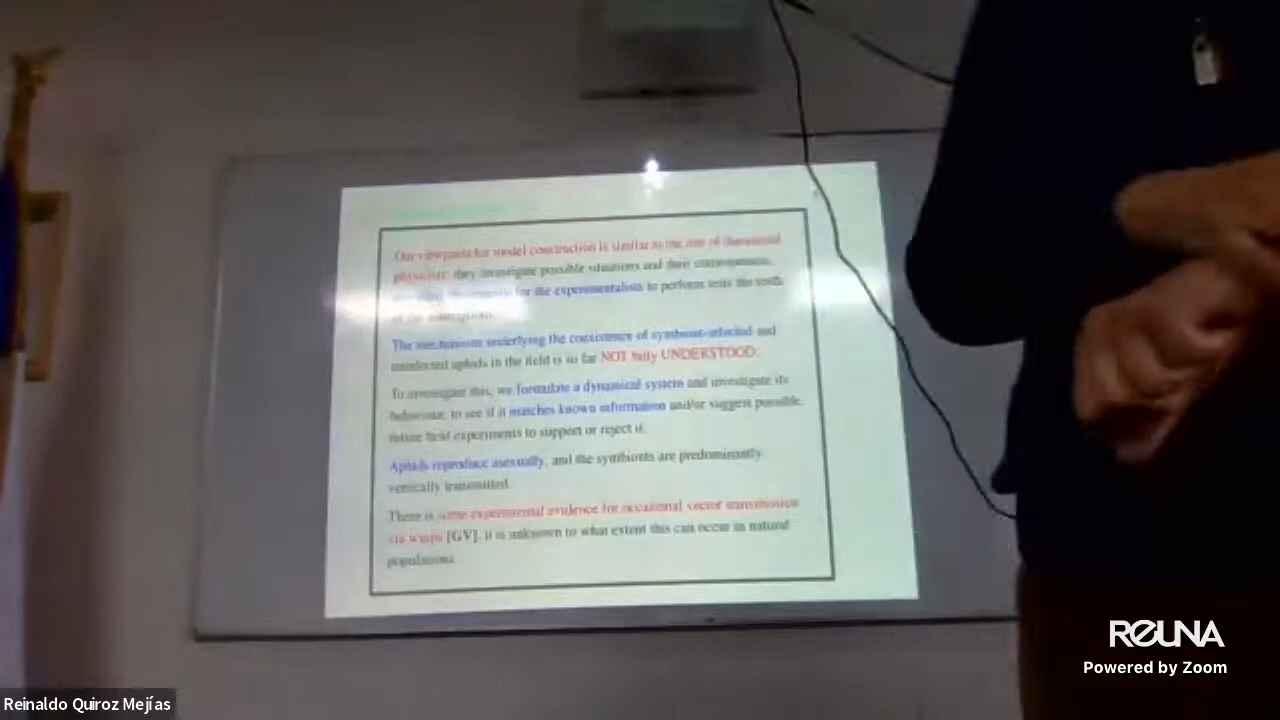 Our viewpoint for model construction is similar to the one of theoretical
physicists: they investigate possible situations and their consequences,
for the experimentalists to perform tests the truth
of the assumptions.
The mechanism underlying the coexistence of symbiont-infected and
uninfected aphids in the field is so far NOT fully UNDERSTOOD.
To investigate this, we formulate a dynamical system and investigate its
behaviour, to see if it matches known information and/or suggest possible
future field experiments to support or reject it.
Aphids reproduce asexually, and the symbionts are predominantly
vertically transmitted.
There is some experimental evidence for occasional vector transmission
via wasps [GV], it is unknown to what extent this can occur in natural
populations.
REUNA
Powered by Zoom
Reinaldo Quiroz Mejías